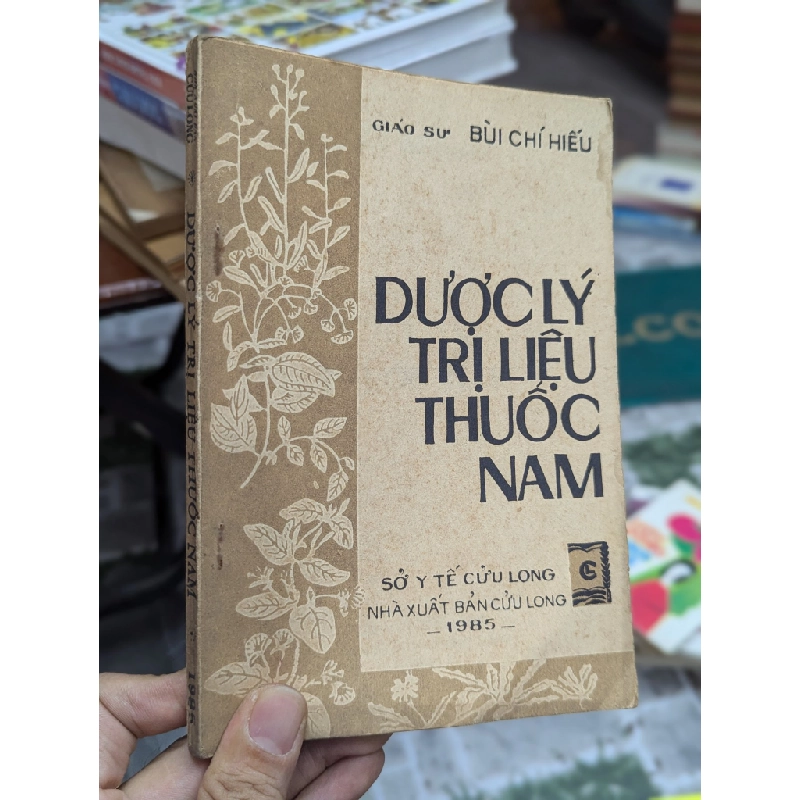 GIÁO SƯ BÙI CHÍ HIẾU
DƯỢC LÝ
TRỊ LIỆU
THUỐC
NAM
SỞ Y TẾ CỬU LONG
NHÀ XUẤT BẢN CỬU LONG
— 1985 —
DƯỢC LÝ TRỊ LIỆU THUỐC NAM
.CO